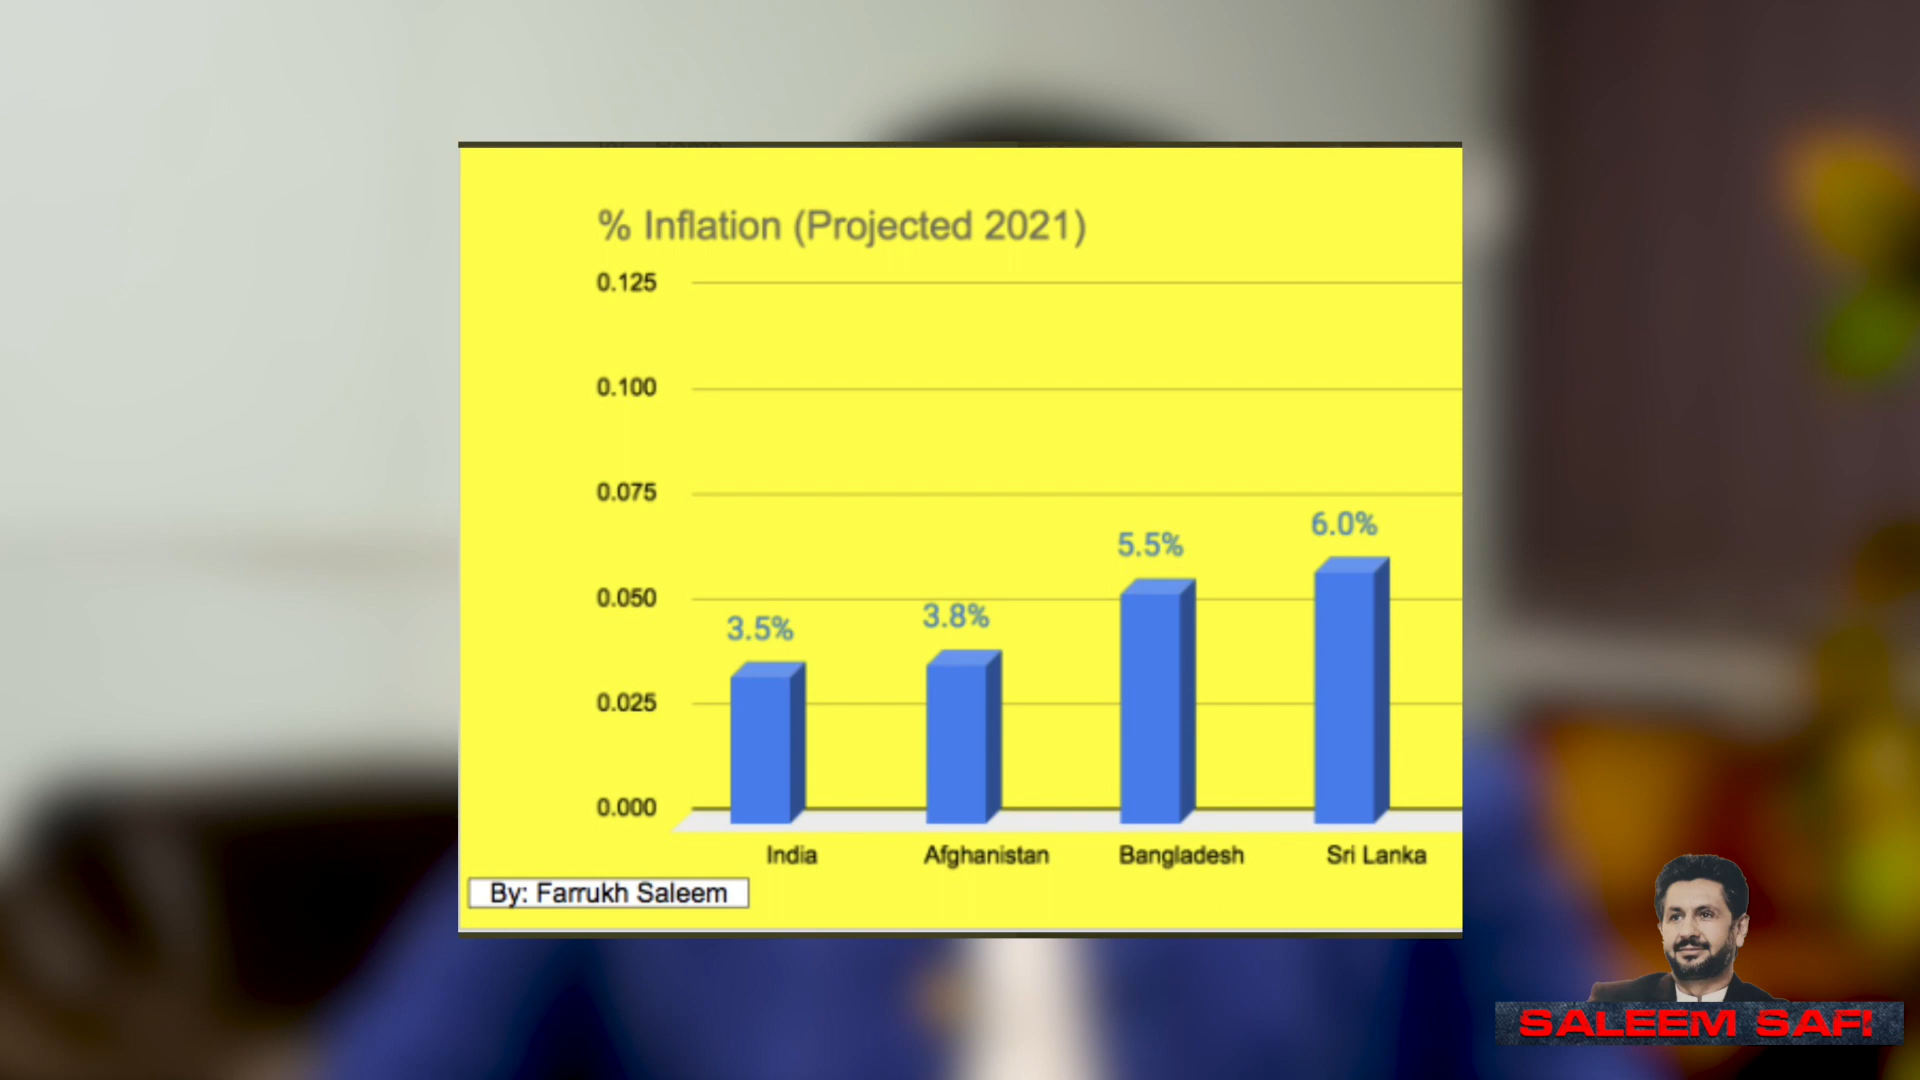 % Inflation (Projected 2021)
0.125
0.100
0.075
0.050
0.025
0.000
3.5%
3.8%
5.5%
6.0%
India
Afghanistan
Bangladesh
Sri Lanka
By: Farrukh Saleem
SALEEM SAFI